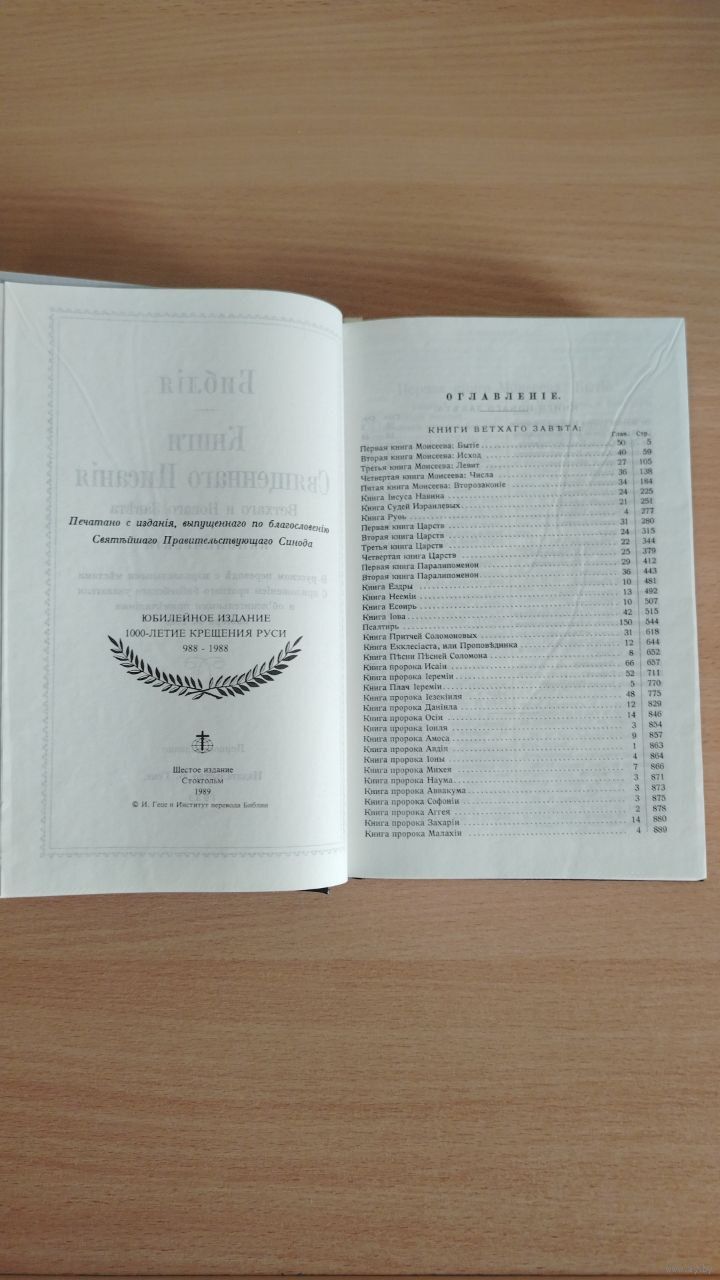 Библія
Книги
Священнаго Писанія
Ветхаго и Новаго Завѣта
Печатано с изданія, выпущеннаго по благословенію
Святѣйшаго Правительствующаго Синода
ЮБИЛЕЙНОЕ ИЗДАНИЕ
1000-ЛЕТИЕ КРЕЩЕНИЯ РУСИ
988 - 1988
Шестое издание
Стокгольм
1989
© И. Геце и Институт перевода Библии
ОГЛАВЛЕНІЕ.
КНИГИ ВЕТХАГО ЗАВѢТА:
Глав. Стр.
Первая книга Моисеева: Бытіе 50 5
Вторая книга Моисеева: Исход 40 59
Третья книга Моисеева: Левит 27 105
Четвертая книга Моисеева: Числа 36 138
Пятая книга Моисеева: Второзаконіе 34 184
Книга Іисуса Навина 24 225
Книга Судей Израилевых 21 251
Книга Руѳь 4 277
Первая книга Царств 31 280
Вторая книга Царств 24 315
Третья книга Царств 22 344
Четвертая книга Царств 25 379
Первая книга Паралипоменон 29 412
Вторая книга Паралипоменон 36 443
Книга Ездры 10 481
Книга Нееміи 13 492
Книга Есѳирь 10 507
Книга Іова 42 515
Псалтирь 150 544
Книга Притчей Соломоновых 31 618
Книга Екклесіаста, или Проповѣдника 12 644
Книга Пѣсни Пѣсней Соломона 8 652
Книга пророка Исаіи 66 657
Книга пророка Іереміи 52 711
Книга Плач Іереміи 5 770
Книга пророка Іезекіиля 48 775
Книга пророка Даніила 12 829
Книга пророка Осіи 14 846
Книга пророка Іоиля 3 854
Книга пророка Амоса 9 857
Книга пророка Авдія 1 863
Книга пророка Іоны 4 864
Книга пророка Михея 7 866
Книга пророка Наума 3 871
Книга пророка Аввакума 3 873
Книга пророка Софоніи 3 875
Книга пророка Аггея 2 878
Книга пророка Захаріи 14 880
Книга пророка Малахіи 4 889